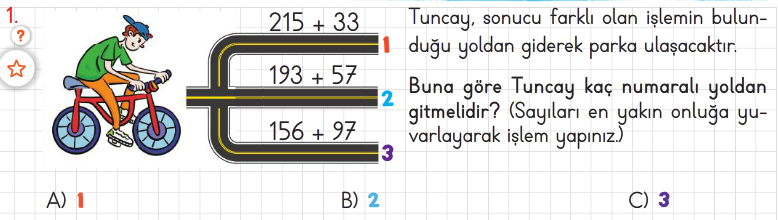 1.
?
215 + 33
1
193 + 57
2
156 + 97
3
Tuncay, sonucu farklı olan işlemin bulun-
duğu yoldan giderek parka ulaşacaktır.
Buna göre Tuncay kaç numaralı yoldan
gitmelidir? (Sayıları en yakın onluğa yu-
varlayarak işlem yapınız.)
A) 1 B) 2 C) 3